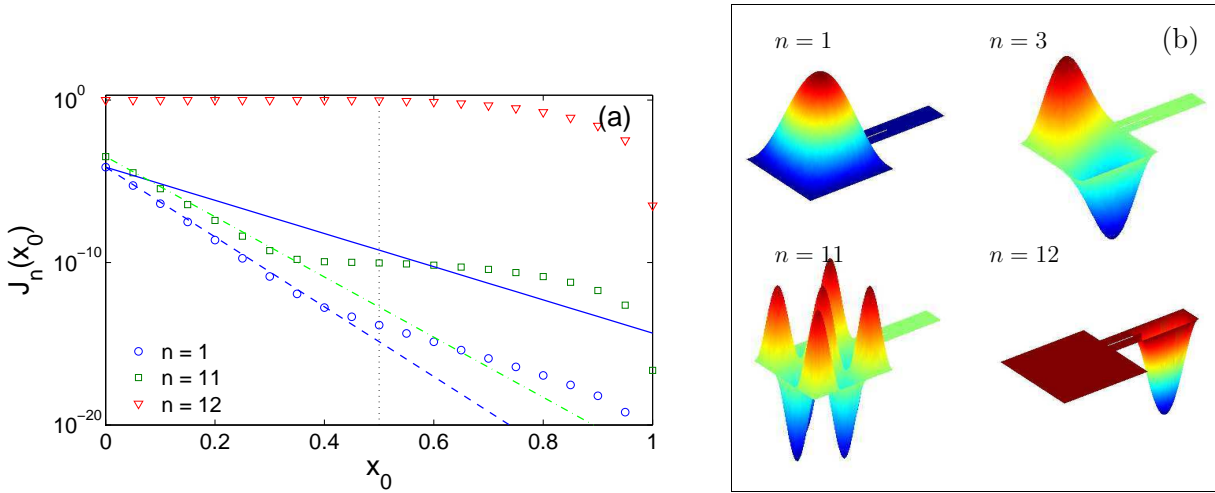 (a)
10^0
10^-10
10^-20
J_n(x_0)
n = 1
n = 11
n = 12
0
0.2
0.4
0.6
0.8
1
x_0
(b)
n = 1
n = 3
n = 11
n = 12